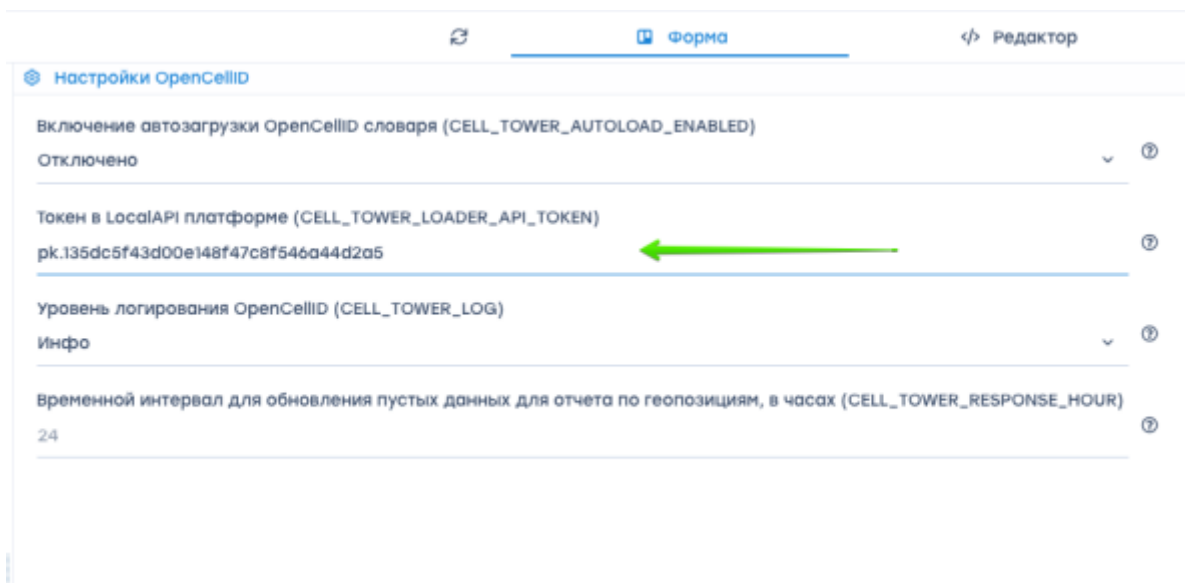 Форма
</> Редактор
Настройки OpenCellID
Включение автозагрузки OpenCellID словаря (CELL_TOWER_AUTOLOAD_ENABLED)
Отключено
Токен в LocalAPI платформе (CELL_TOWER_LOADER_API_TOKEN)
pk.135dc5f43d00e148f47c8f546a44d2a5
Уровень логирования OpenCellID (CELL_TOWER_LOG)
Инфо
Временной интервал для обновления пустых данных для отчета по геопозициям, в часах (CELL_TOWER_RESPONSE_HOUR)
24